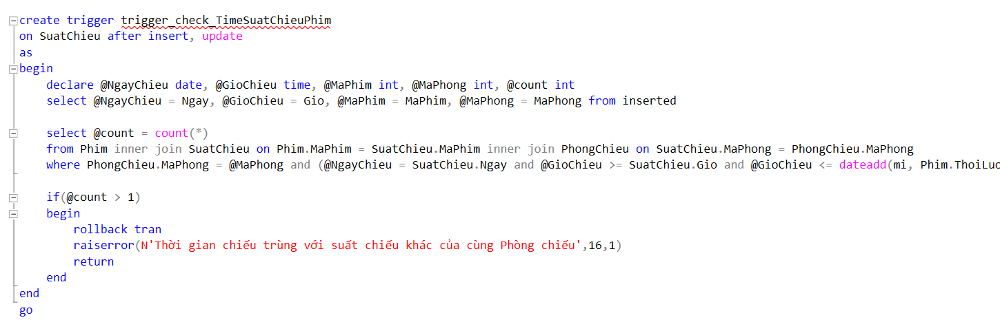 create trigger trigger_check_TimeSuatChieuPhim
on SuatChieu after insert, update
as
begin
declare @NgayChieu date, @GioChieu time, @MaPhim int, @MaPhong int, @count int
select @NgayChieu = Ngay, @GioChieu = Gio, @MaPhim = MaPhim, @MaPhong = MaPhong from inserted
select @count = count(*)
from Phim inner join SuatChieu on Phim.MaPhim = SuatChieu.MaPhim inner join PhongChieu on SuatChieu.MaPhong = PhongChieu.MaPhong
where PhongChieu.MaPhong = @MaPhong and (@NgayChieu = SuatChieu.Ngay and @GioChieu >= SuatChieu.Gio and @GioChieu <= dateadd(mi, Phim.ThoiLuo
if(@count > 1)
begin
rollback tran
raiserror(N'Thời gian chiếu trùng với suất chiếu khác của cùng Phòng chiếu',16,1)
return
end
end
go